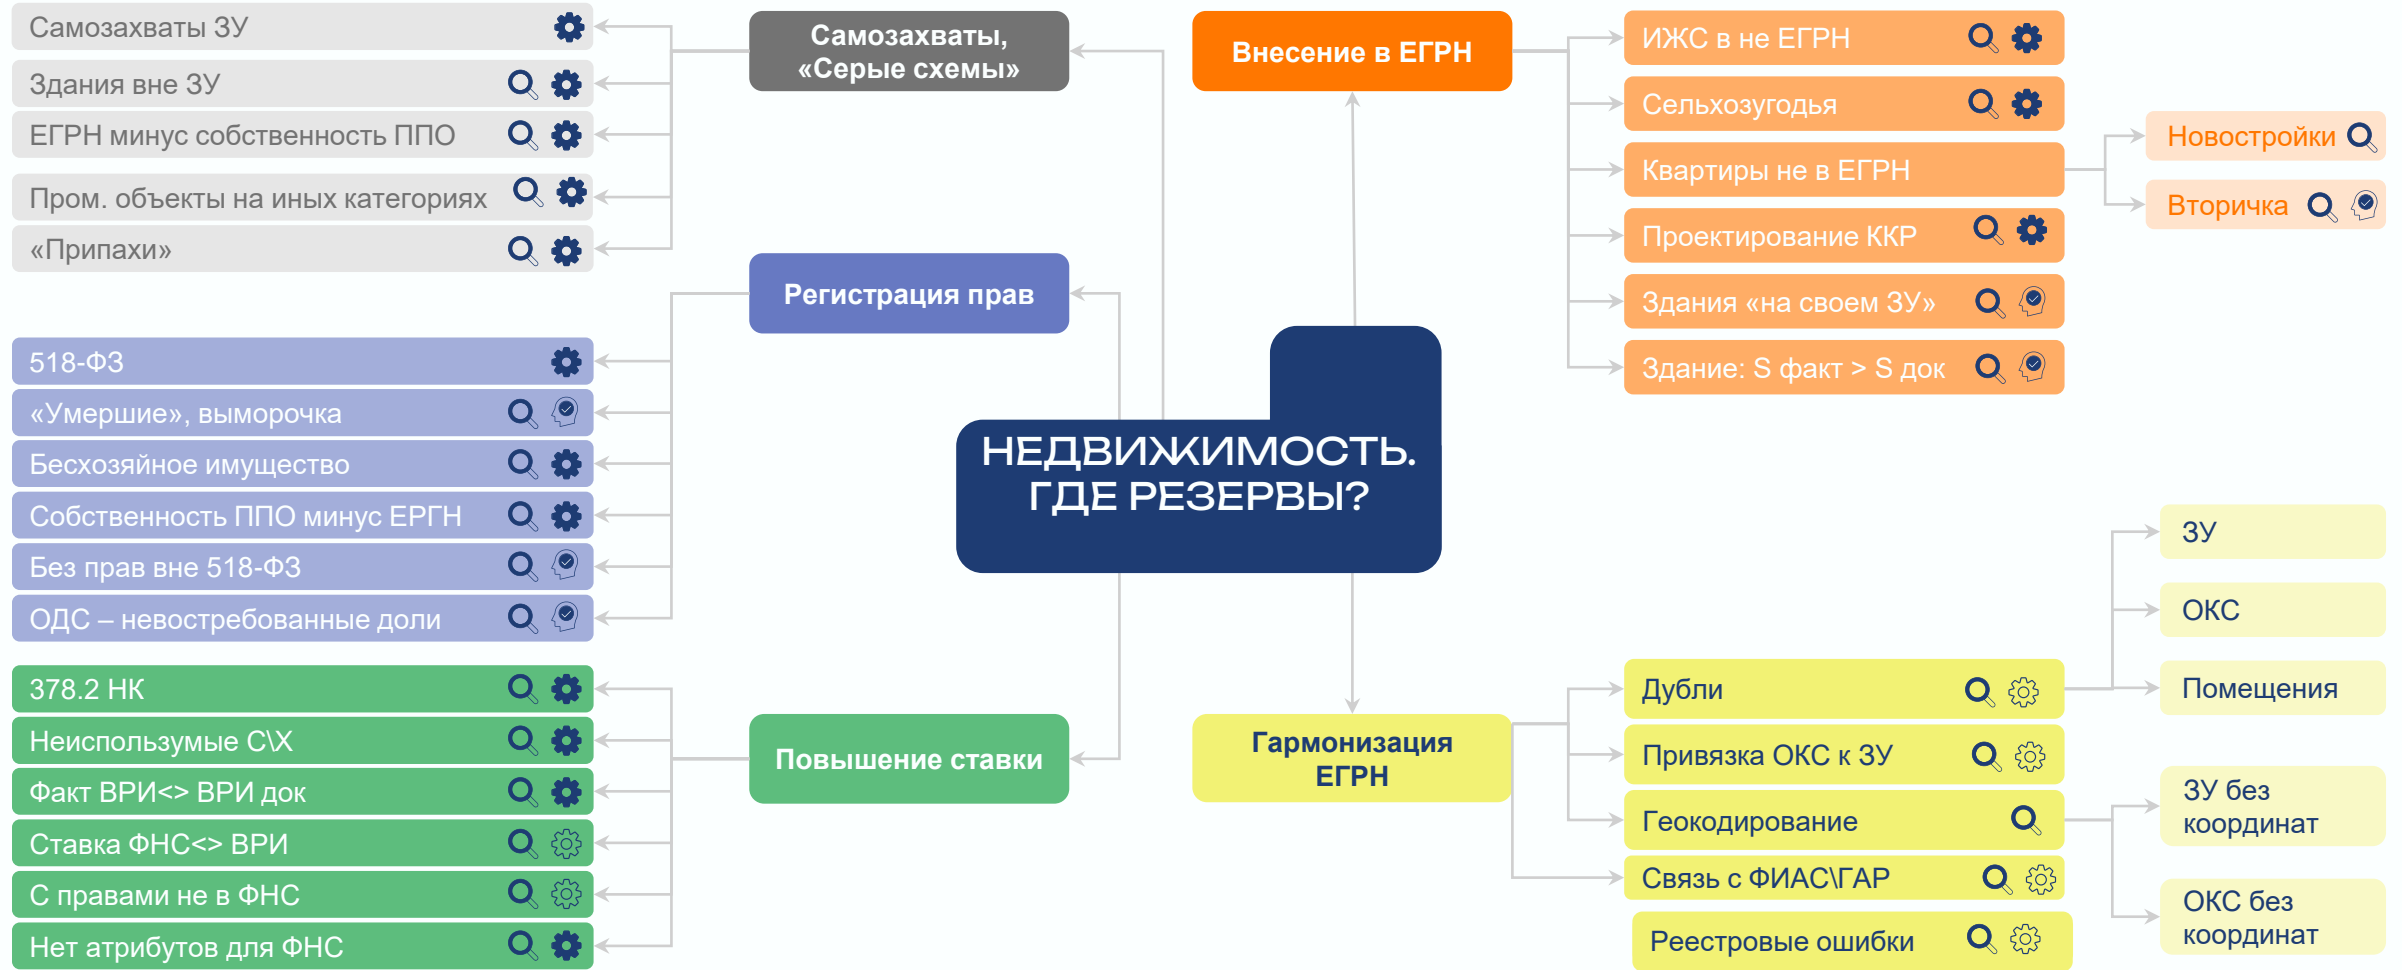 Самозахваты ЗУ
Здания вне ЗУ
ЕГРН минус собственность ППО
Пром. объекты на иных категориях
«Припахи»
Самозахваты,
«Серые схемы»
Регистрация прав
518-ФЗ
«Умершие», выморочка
Бесхозяйное имущество
Собственность ППО минус ЕРГН
Без прав вне 518-ФЗ
ОДС – невостребованные доли
378.2 НК
Неиспользумые С\Х
Факт ВРИ<> ВРИ док
Ставка ФНС<> ВРИ
С правами не в ФНС
Нет атрибутов для ФНС
Повышение ставки
НЕДВИЖИМОСТЬ.
ГДЕ РЕЗЕРВЫ?
Внесение в ЕГРН
ИЖС в не ЕГРН
Сельхозугодья
Квартиры не в ЕГРН
Проектирование ККР
Здания «на своем ЗУ»
Здание: S факт > S док
Новостройки
Вторичка
Гармонизация
ЕГРН
Дубли
Привязка ОКС к ЗУ
Геокодирование
Связь с ФИАС\ГАР
Реестровые ошибки
ЗУ
ОКС
Помещения
ЗУ без
координат
ОКС без
координат